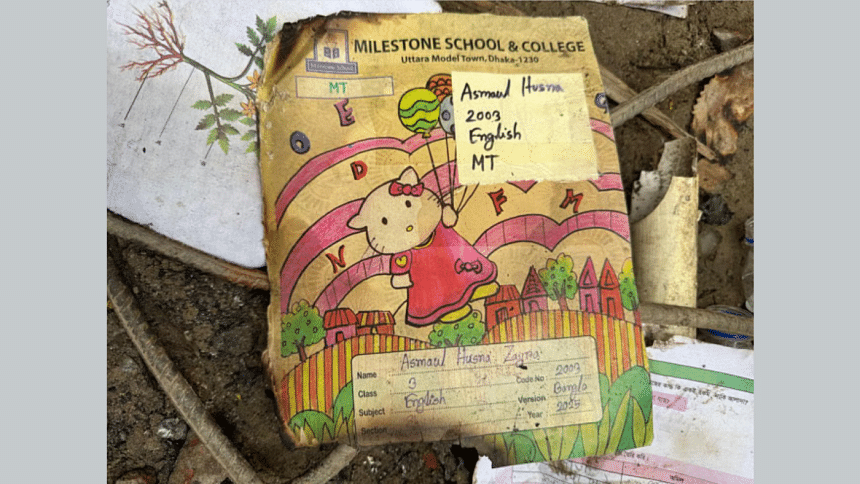 MILESTONE SCHOOL & COLLEGE
Uttara Model Town, Dhaka-1230
MT
Asmaul Husna
2003
English
MT
O E
D
N
F M
Name Asmaul Husna Zayra
Class 3 Code No 2003
Subject English Version Bangla
Section Year 2025